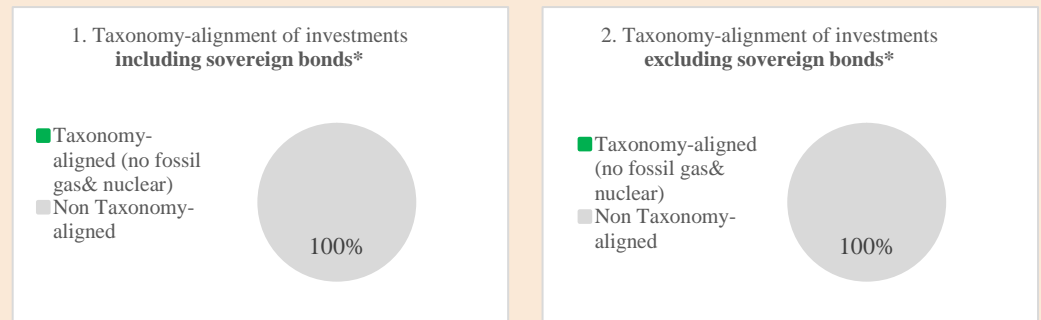 1. Taxonomy-alignment of investments
including sovereign bonds*
Taxonomy-
aligned (no fossil
gas& nuclear)
Non Taxonomy-
aligned
100%
2. Taxonomy-alignment of investments
excluding sovereign bonds*
Taxonomy-aligned
(no fossil gas&
nuclear)
Non Taxonomy-
aligned
100%